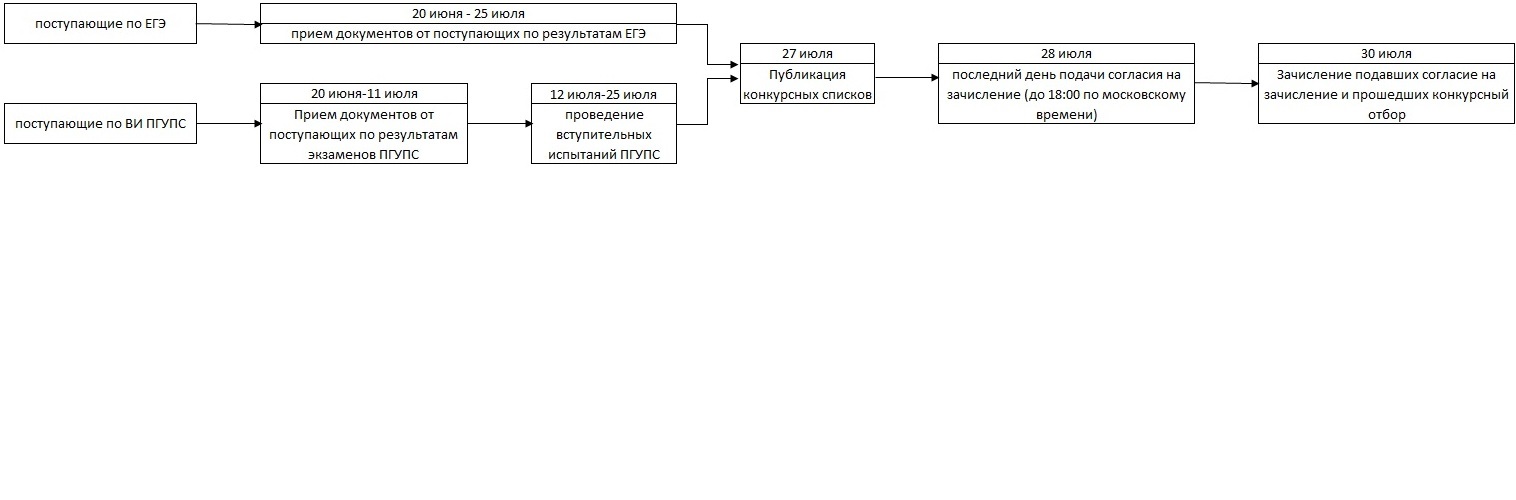 поступающие по ЕГЭ
20 июня - 25 июля
прием документов от поступающих по результатам ЕГЭ
поступающие по ВИ ПГУПС
20 июня-11 июля
Прием документов от
поступающих по результатам
экзаменов ПГУПС
12 июля-25 июля
проведение
вступительных
испытаний ПГУПС
27 июля
Публикация
конкурсных списков
28 июля
последний день подачи согласия на
зачисление (до 18:00 по московскому
времени)
30 июля
Зачисление подавших согласие на
зачисление и прошедших конкурсный
отбор